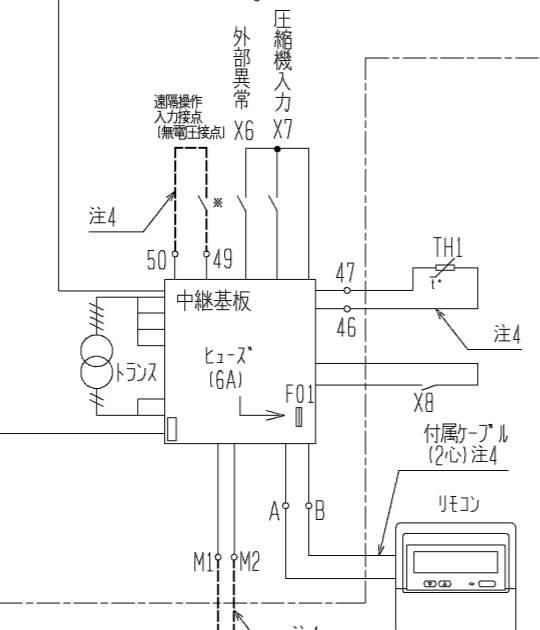 圧縮機入力
外部異常
遠隔操作
入力接点
(無電圧接点)
X6
X7
※
注4
50
49
47
46
TH1
t°
注4
中継基板
ヒューズ
(6A)
F01
トランス
X8
付属ケーブル
(2心)注4
A
B
リモコン
M1
M2